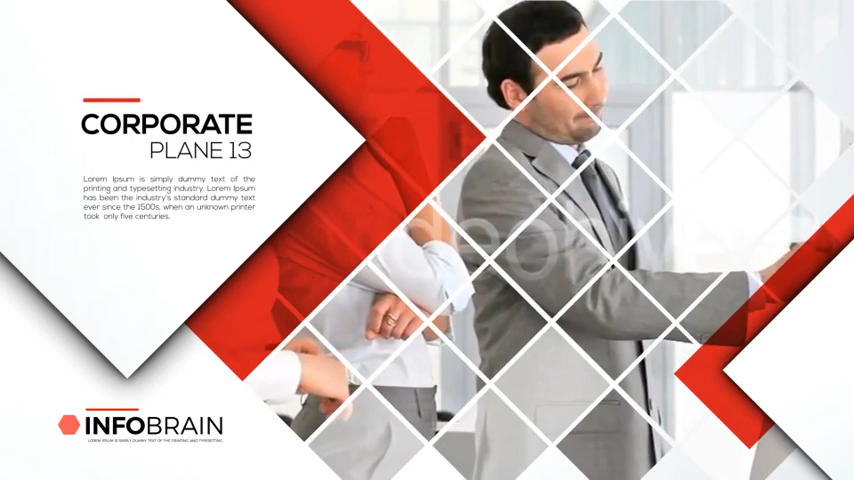 CORPORATE
PLANE 13
Lorem Ipsum is simply dummy text of the
printing and typesetting industry. Lorem Ipsum
has been the industry's standard dummy text
ever since the 1500s, when an unknown printer
took only five centuries.
videohive
INFOBRAIN
LOREM IPSUM IS SIMPLY DUMMY TEXT OF THE PRINTING AND TYPESETTING